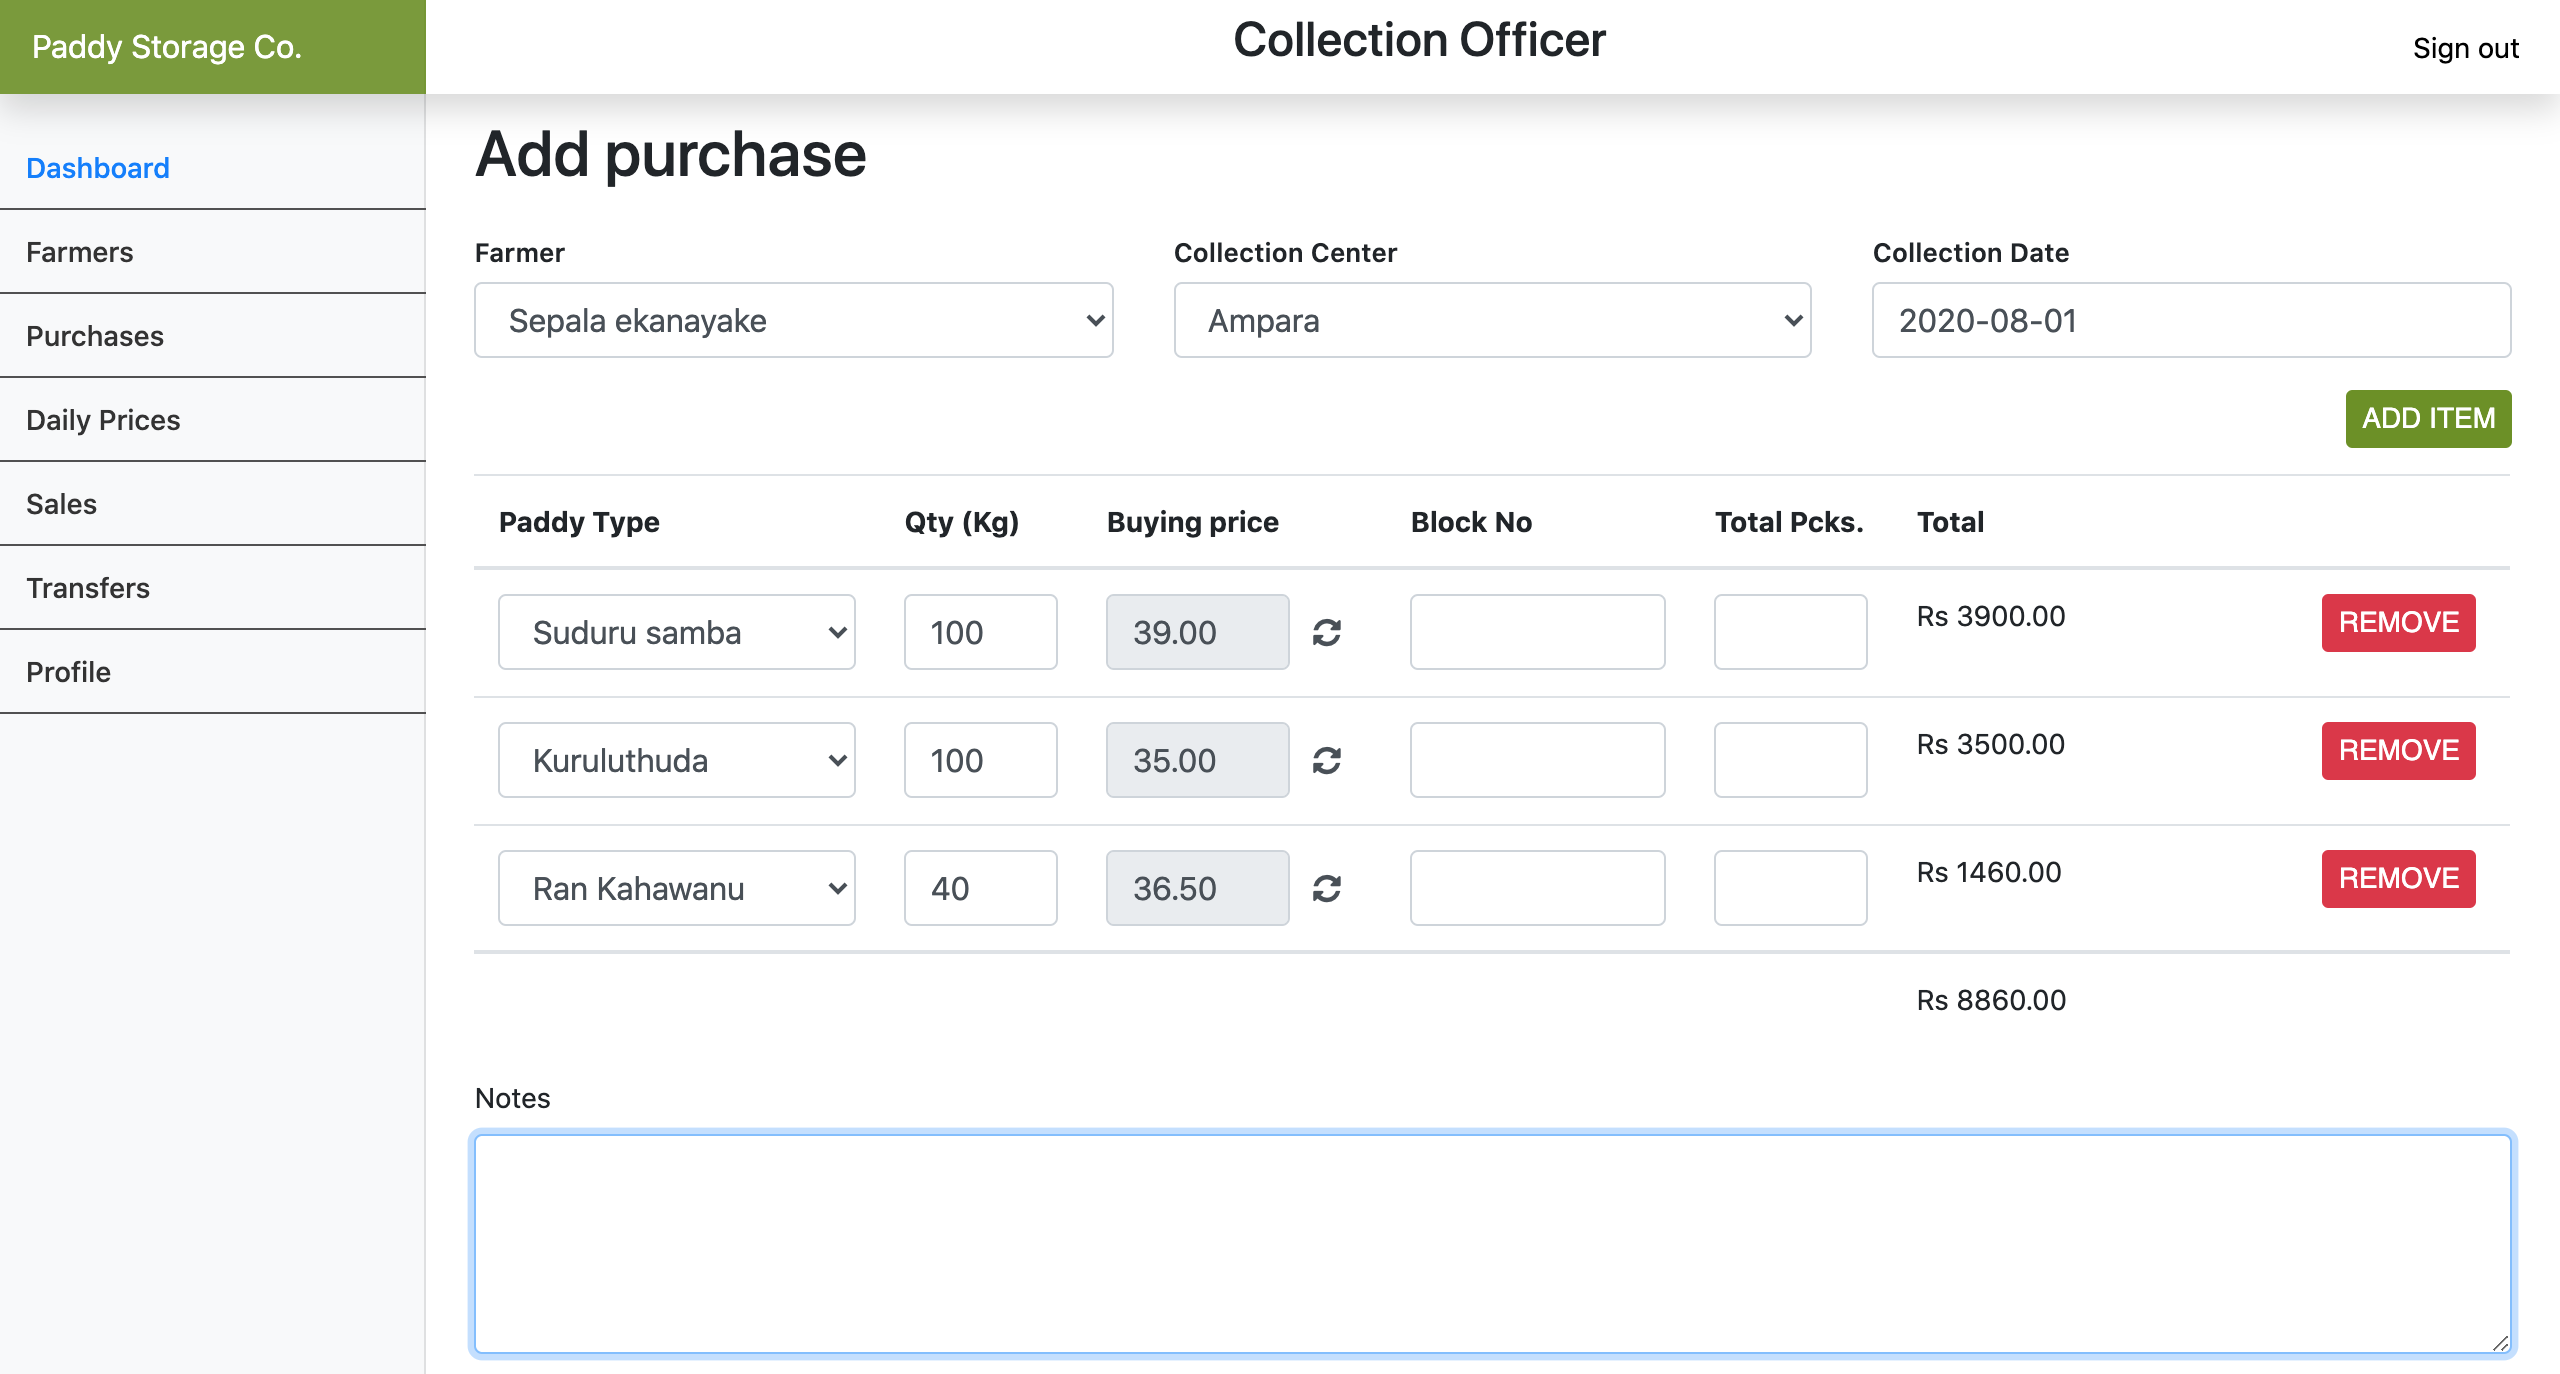 Paddy Storage Co.
Collection Officer
Sign out
Dashboard
Farmers
Purchases
Daily Prices
Sales
Transfers
Profile
Add purchase
Farmer Collection Center Collection Date
Sepala ekanayake Ampara 2020-08-01
ADD ITEM
Paddy Type Qty (Kg) Buying price Block No Total Pcks. Total
Suduru samba 100 39.00 Rs 3900.00 REMOVE
Kuruluthuda 100 35.00 Rs 3500.00 REMOVE
Ran Kahawanu 40 36.50 Rs 1460.00 REMOVE
Rs 8860.00
Notes